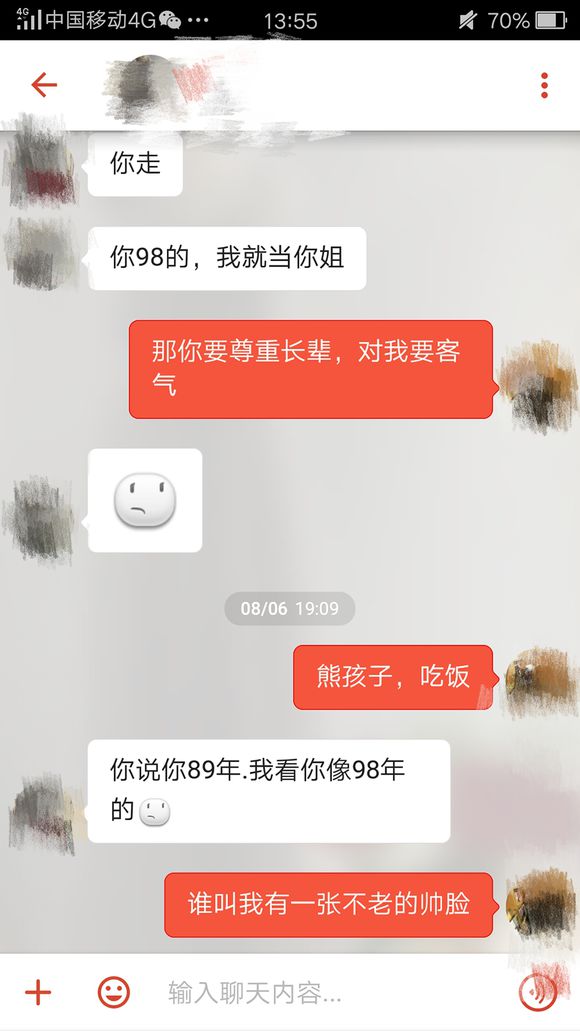 4G 中国移动4G 13:55 70%
你走
你98的，我就当你姐
那你要尊重长辈，对我要客
气
08/06 19:09
熊孩子，吃饭
你说你89年.我看你像98年
的
谁叫我有一张不老的帅脸
输入聊天内容...